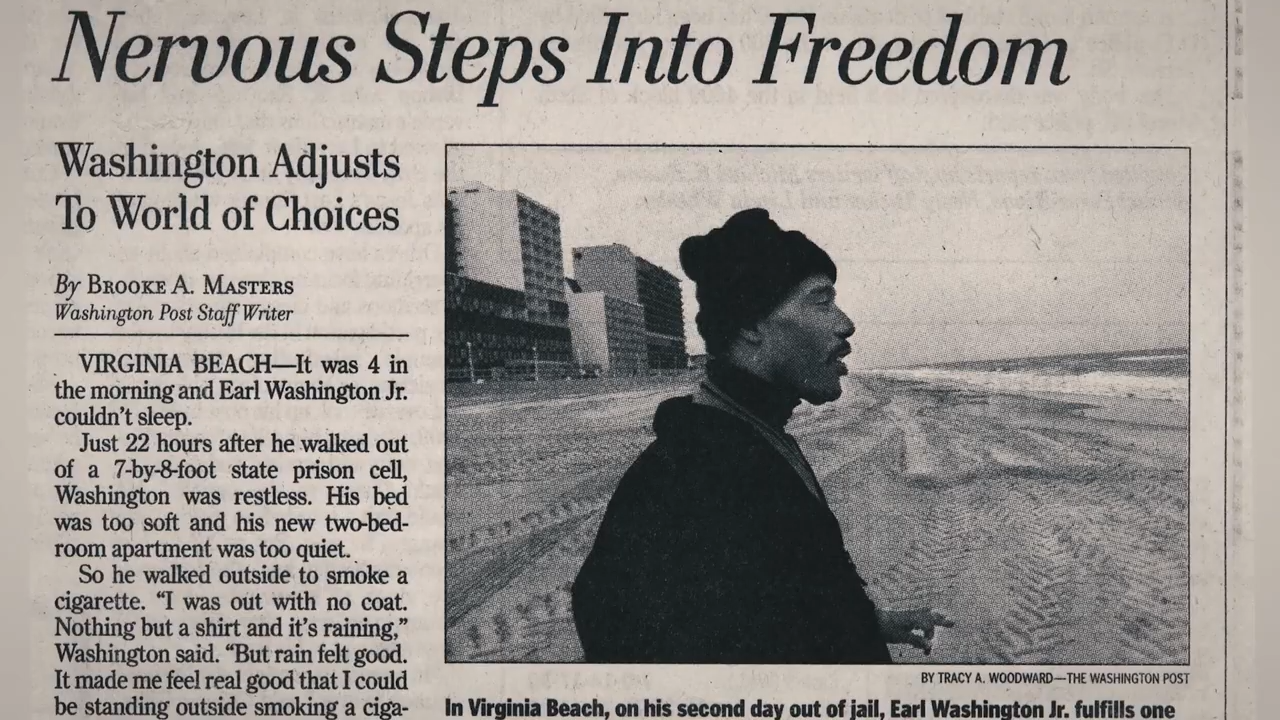 Nervous Steps Into Freedom
Washington Adjusts
To World of Choices
By BROOKE A. MASTERS
Washington Post Staff Writer
VIRGINIA BEACH—It was 4 in
the morning and Earl Washington Jr.
couldn't sleep.
Just 22 hours after he walked out
of a 7-by-8-foot state prison cell,
Washington was restless. His bed
was too soft and his new two-bed-
room apartment was too quiet.
So he walked outside to smoke a
cigarette. “I was out with no coat.
Nothing but a shirt and it's raining,”
Washington said. “But rain felt good.
It made me feel real good that I could
be standing outside smoking a ciga-
BY TRACY A. WOODWARD—THE WASHINGTON POST
In Virginia Beach, on his second day out of jail, Earl Washington Jr. fulfills one